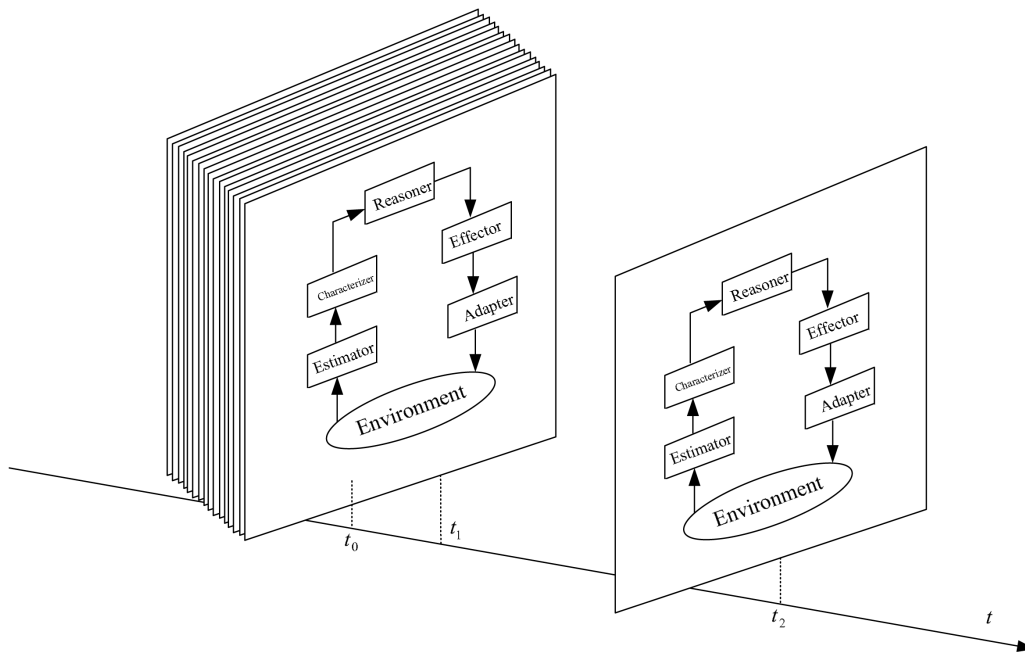 Reasoner
Effector
Characterizer
Adapter
Estimator
Environment
t0
t1
Reasoner
Effector
Characterizer
Adapter
Estimator
Environment
t2
t